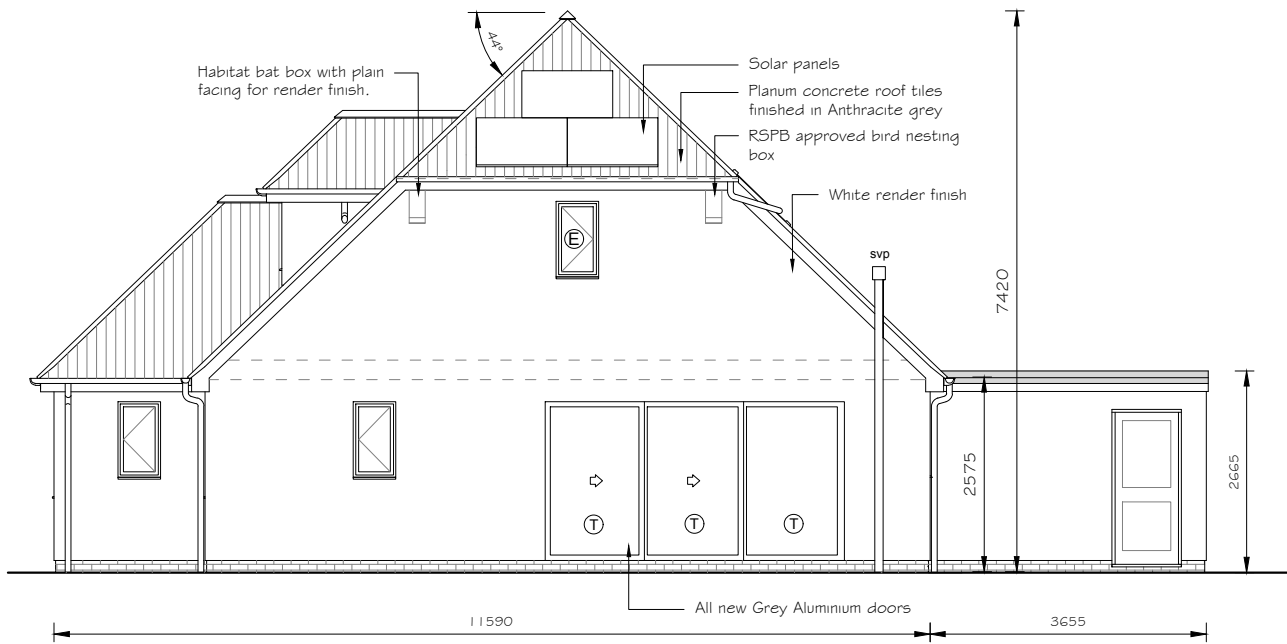 44°
Habitat bat box with plain
facing for render finish.
Solar panels
Planum concrete roof tiles
finished in Anthracite grey
RSPB approved bird nesting
box
White render finish
E
svp
7420
2575
2665
T
T
T
All new Grey Aluminium doors
11590
3655